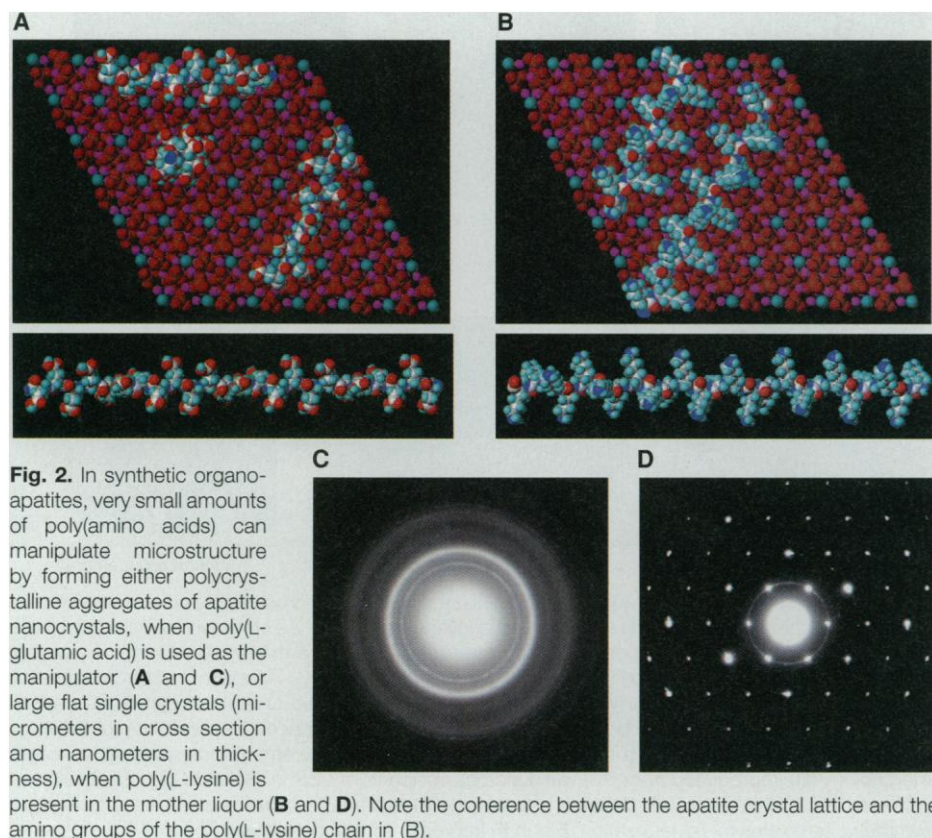 A
B
C
D
Fig. 2. In synthetic organo-
apatites, very small amounts
of poly(amino acids) can
manipulate microstructure
by forming either polycrys-
talline aggregates of apatite
nanocrystals, when poly(L-
glutamic acid) is used as the
manipulator (A and C), or
large flat single crystals (mi-
crometers in cross section
and nanometers in thick-
ness), when poly(L-lysine) is
present in the mother liquor (B and D). Note the coherence between the apatite crystal lattice and the
amino groups of the poly(L-lysine) chain in (B).